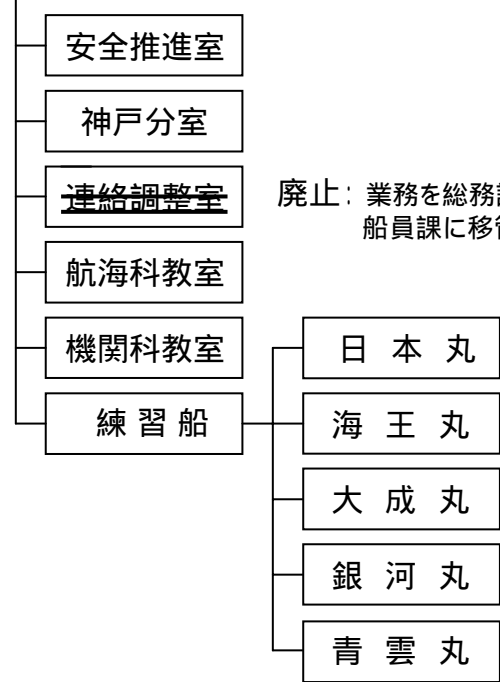 安全推進室
神戸分室
連絡調整室
廃止: 業務を総務
船員課に移
航海科教室
機関科教室
練習船
日本丸
海王丸
大成丸
銀河丸
青雲丸